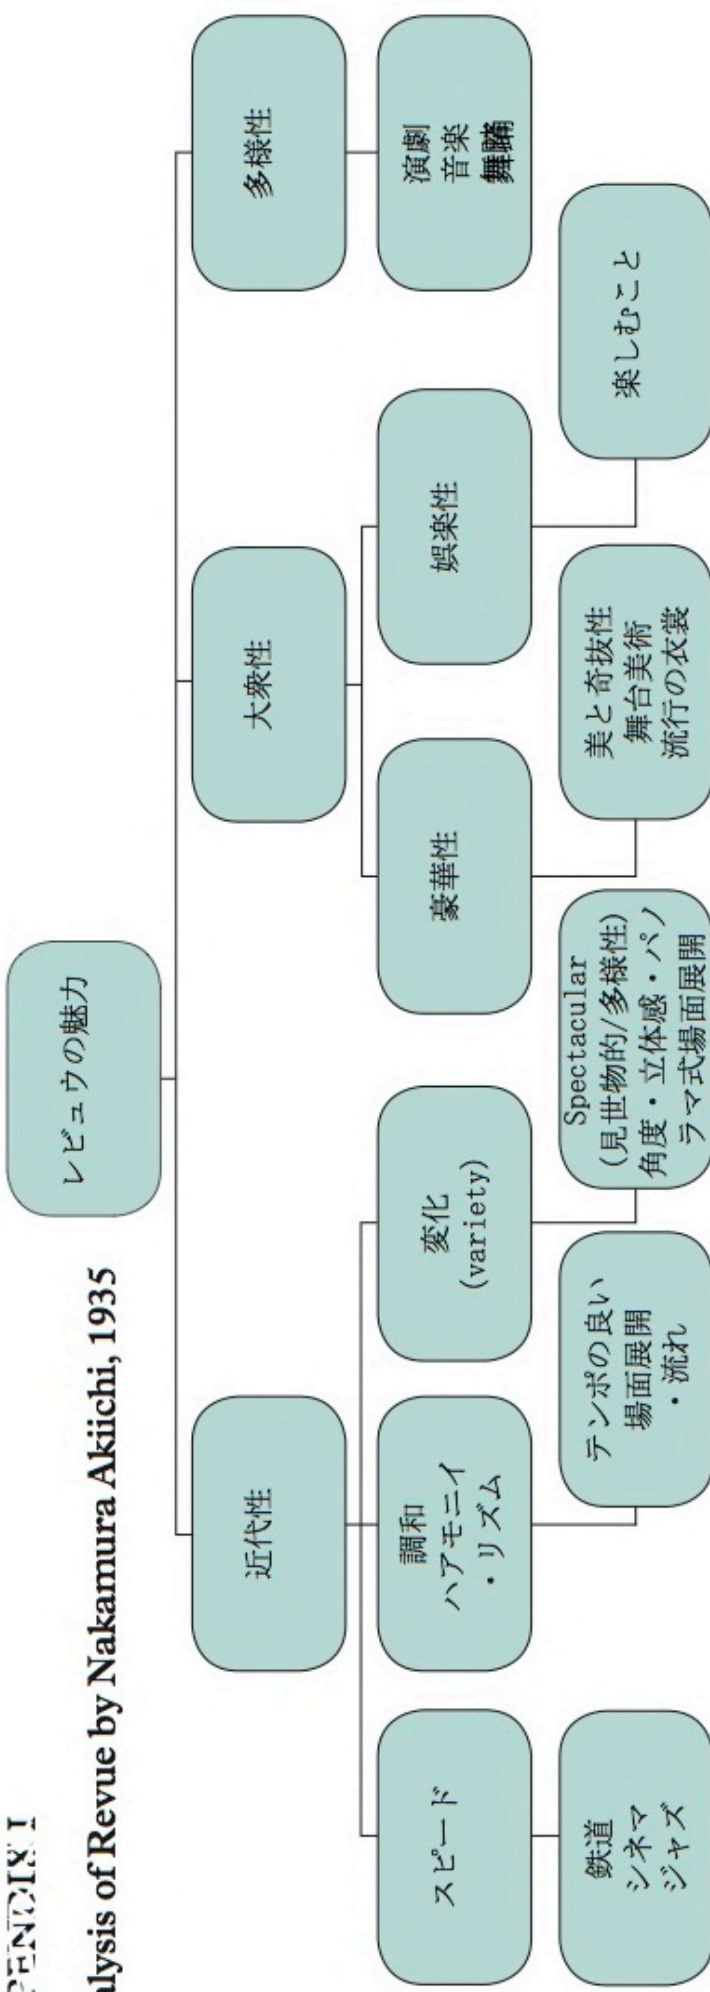 PENDIX I
alysis of Revue by Nakamura Akiichi, 1935
レビュウの魅力
近代性
大衆性
多様性
スピード
調和
ハアモニイ
・リズム
変化
(variety)
豪華性
娯楽性
演劇
音楽
舞踊
鉄道
シネマ
ジャズ
テンポの良い
場面展開
・流れ
Spectacular
(見世物的/多様性)
角度・立体感・パノ
ラマ式場面展開
美と奇抜性
舞台美術
流行の衣裳
楽しむこと